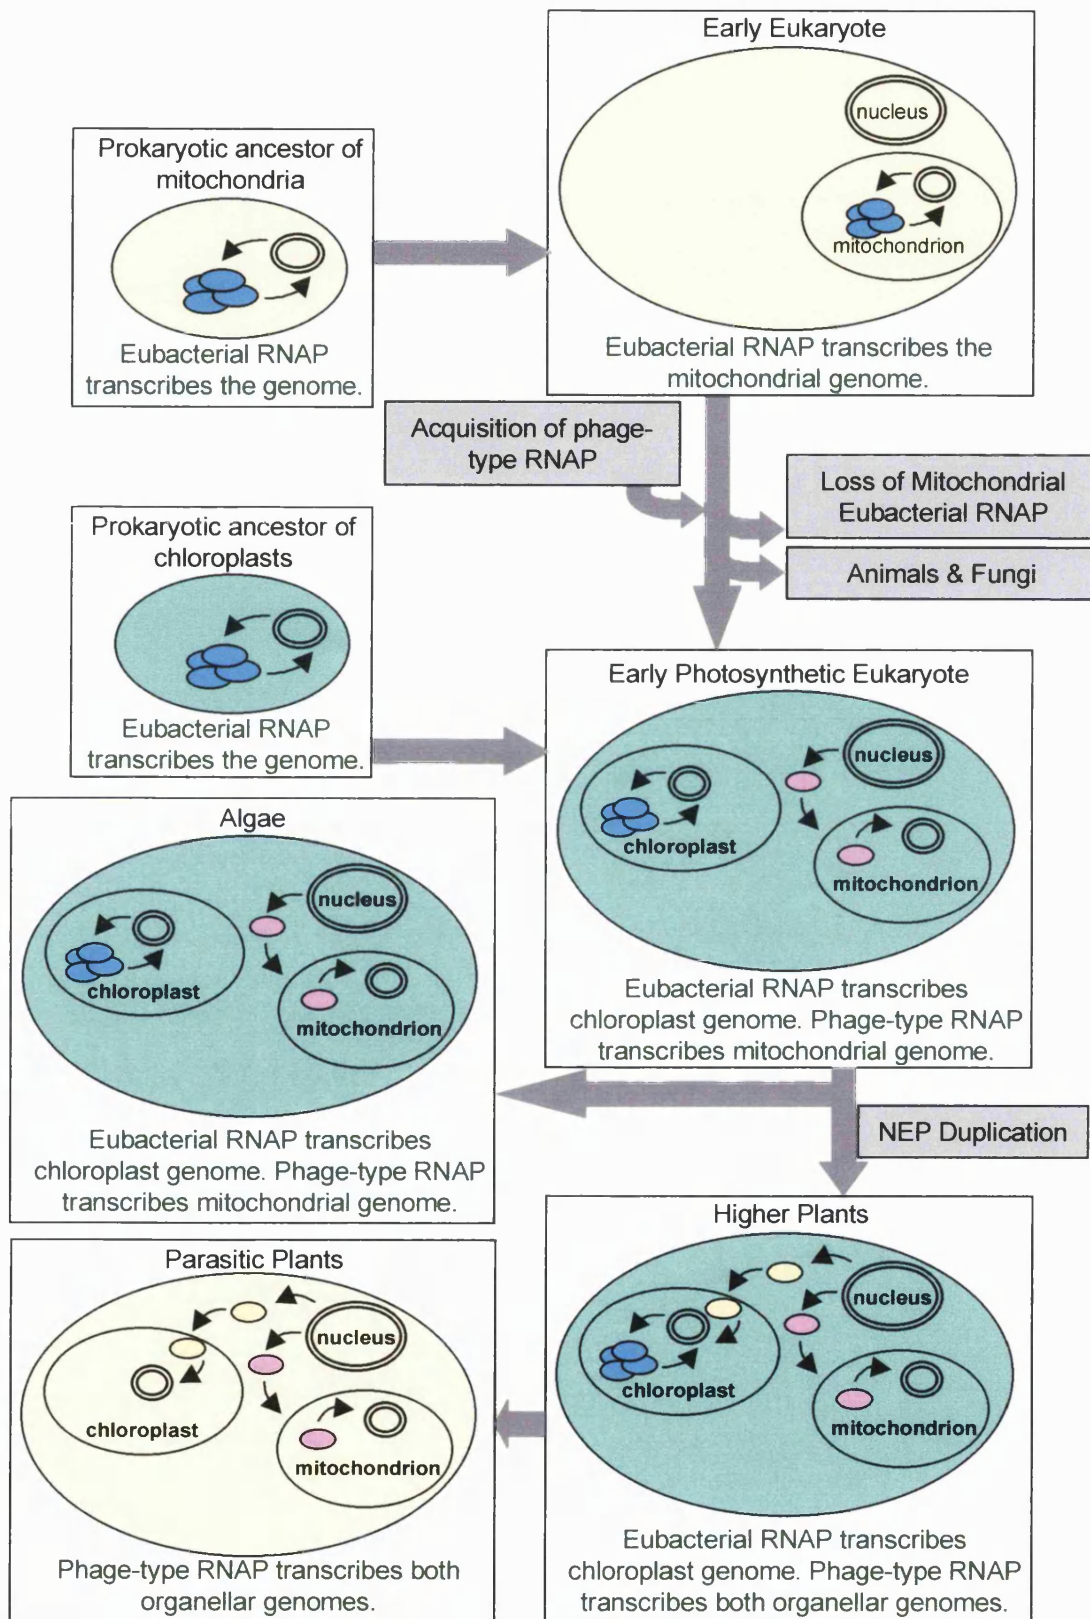 Early Eukaryote
nucleus
mitochondrion
Eubacterial RNAP transcribes the
mitochondrial genome.
Prokaryotic ancestor of
mitochondria
Eubacterial RNAP
transcribes the genome.
Acquisition of phage-
type RNAP
Loss of Mitochondrial
Eubacterial RNAP
Animals & Fungi
Prokaryotic ancestor of
chloroplasts
Eubacterial RNAP
transcribes the genome.
Early Photosynthetic Eukaryote
nucleus
chloroplast
mitochondrion
Eubacterial RNAP transcribes
chloroplast genome. Phage-type RNAP
transcribes mitochondrial genome.
Algae
nucleus
chloroplast
mitochondrion
Eubacterial RNAP transcribes
chloroplast genome. Phage-type RNAP
transcribes mitochondrial genome.
NEP Duplication
Higher Plants
nucleus
chloroplast
mitochondrion
Eubacterial RNAP transcribes
chloroplast genome. Phage-type RNAP
transcribes both organellar genomes.
Parasitic Plants
nucleus
chloroplast
mitochondrion
Phage-type RNAP transcribes both
organellar genomes.